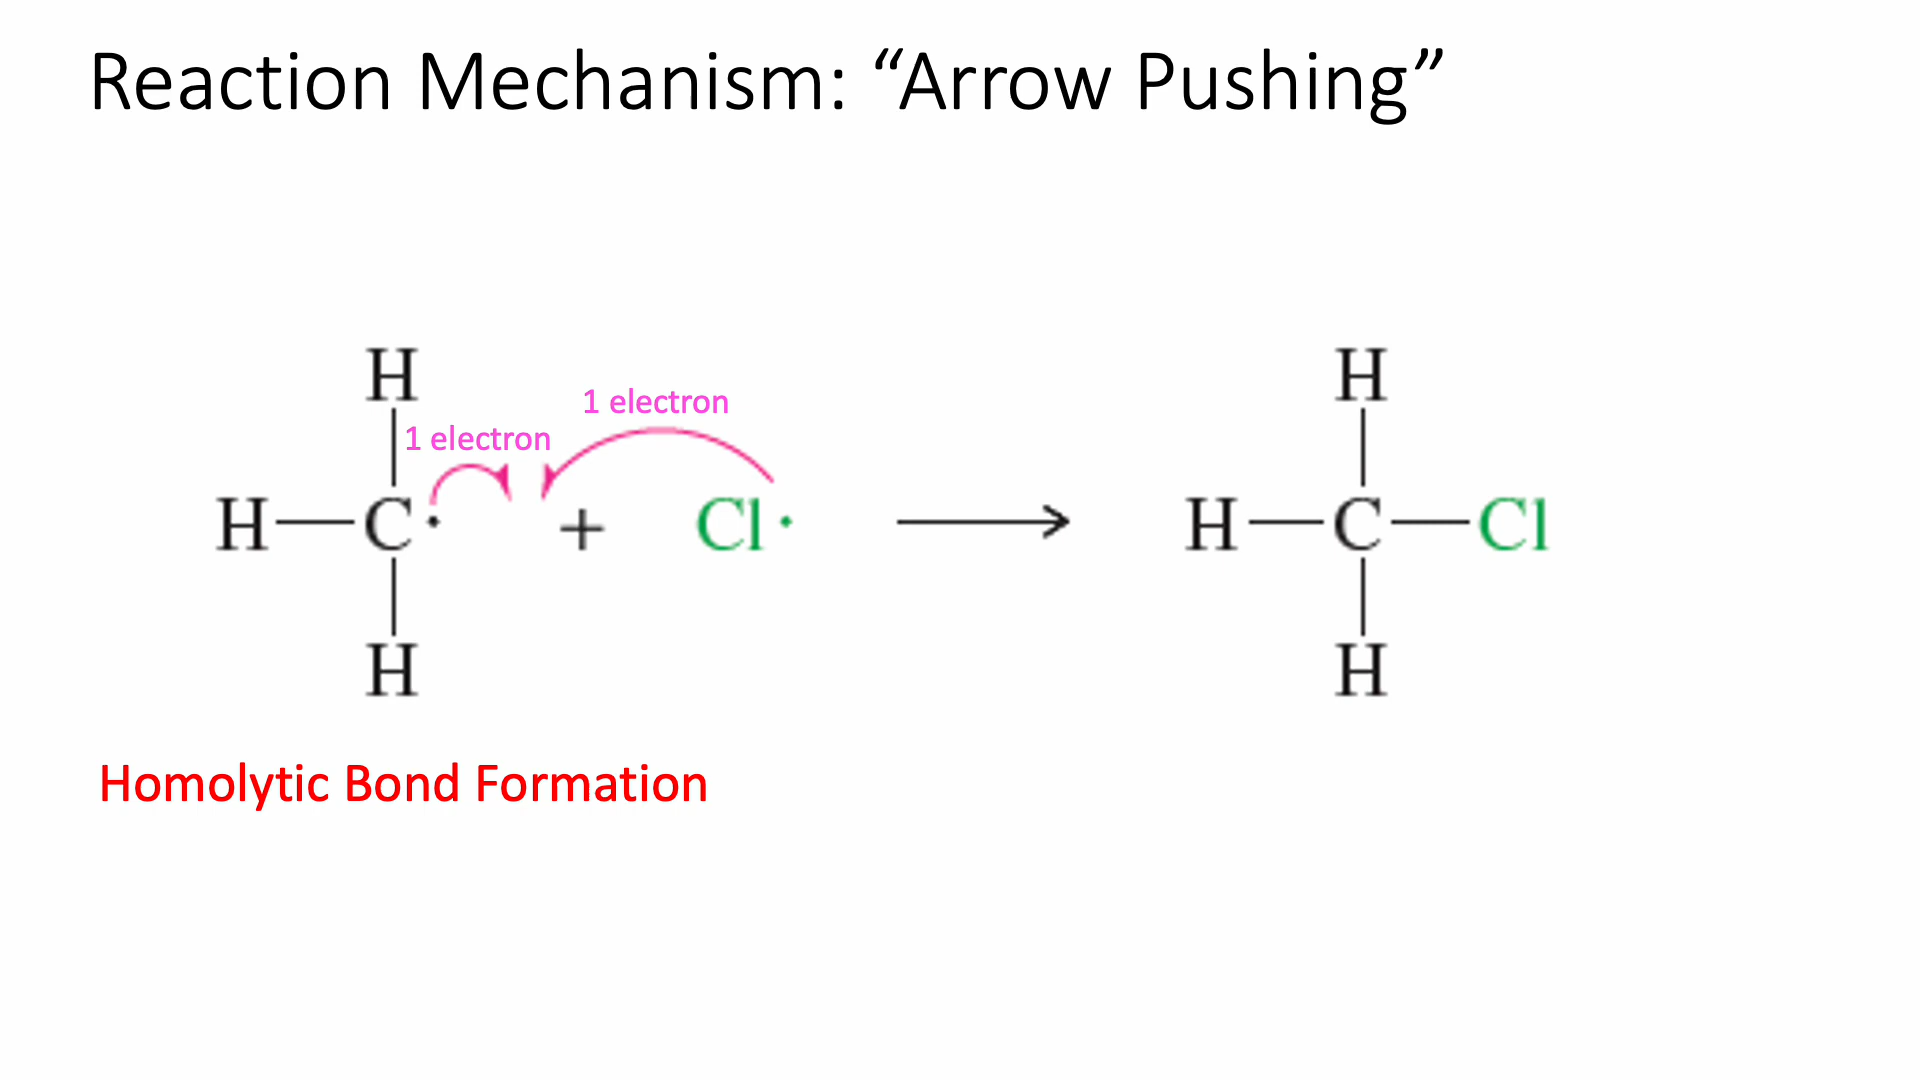 Reaction Mechanism: “Arrow Pushing”
H H
1 electron
1 electron
H—C· + Cl· → H—C—Cl
H H
Homolytic Bond Formation